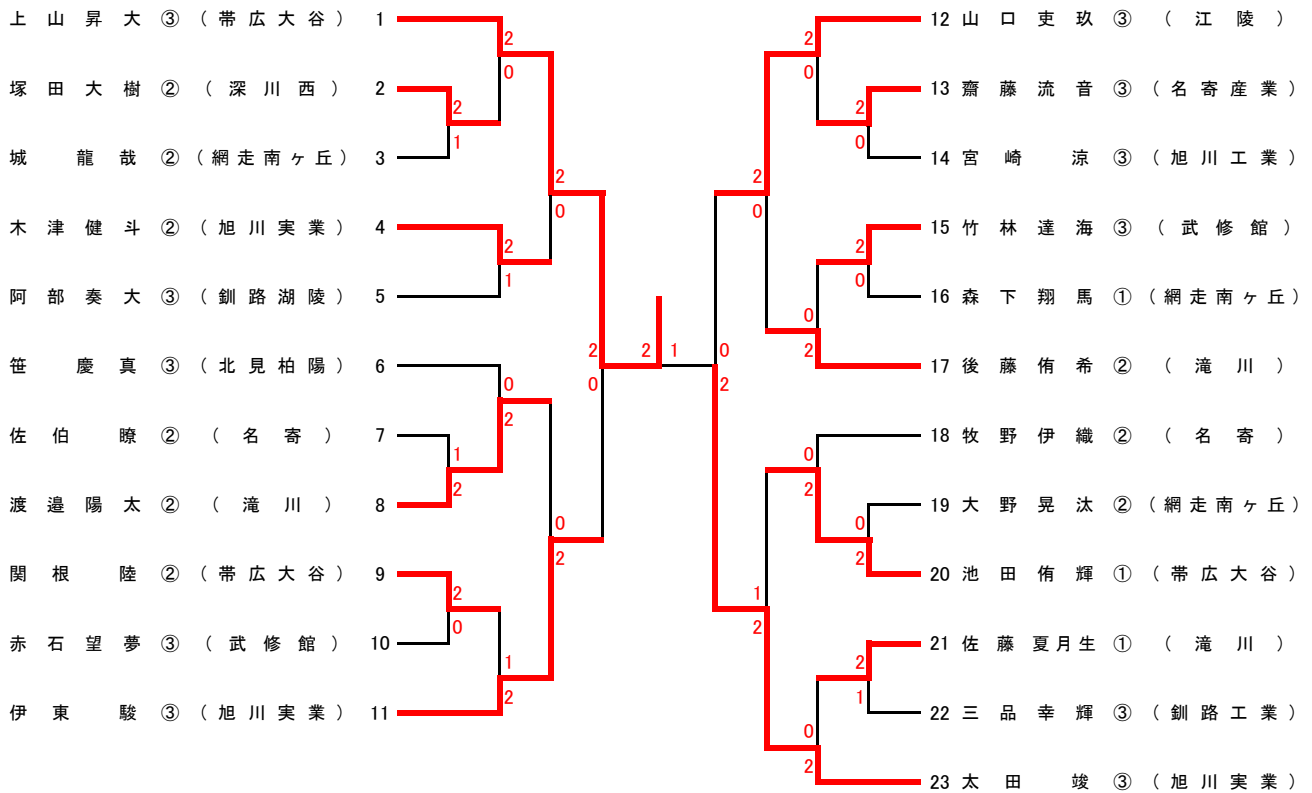 上山昇大 ③ (帯広大谷) 1
2
0
塚田大樹 ② (深川西) 2
2
1
城 龍哉 ② (網走南ヶ丘) 3
2
0
木津健斗 ② (旭川実業) 4
2
1
阿部奏大 ③ (釧路湖陵) 5
2
0
2 1
笹 慶真 ③ (北見柏陽) 6
0
2
佐伯 瞭 ② (名寄) 7
1
2
渡邉陽太 ② (滝川) 8
0
2
関根 陸 ② (帯広大谷) 9
2
0
赤石望夢 ③ (武修館) 10
1
2
伊東 駿 ③ (旭川実業) 11
12 山口吏玖 ③ (江陵)
2
0
13 齋藤流音 ③ (名寄産業)
2
0
14 宮崎 涼 ③ (旭川工業)
2
0
15 竹林達海 ③ (武修館)
2
0
16 森下翔馬 ① (網走南ヶ丘)
0
2
17 後藤侑希 ② (滝川)
0
2
18 牧野伊織 ② (名寄)
0
2
19 大野晃汰 ② (網走南ヶ丘)
0
2
20 池田侑輝 ① (帯広大谷)
1
2
21 佐藤夏月生 ① (滝川)
2
1
22 三品幸輝 ③ (釧路工業)
0
2
23 太田 竣 ③ (旭川実業)